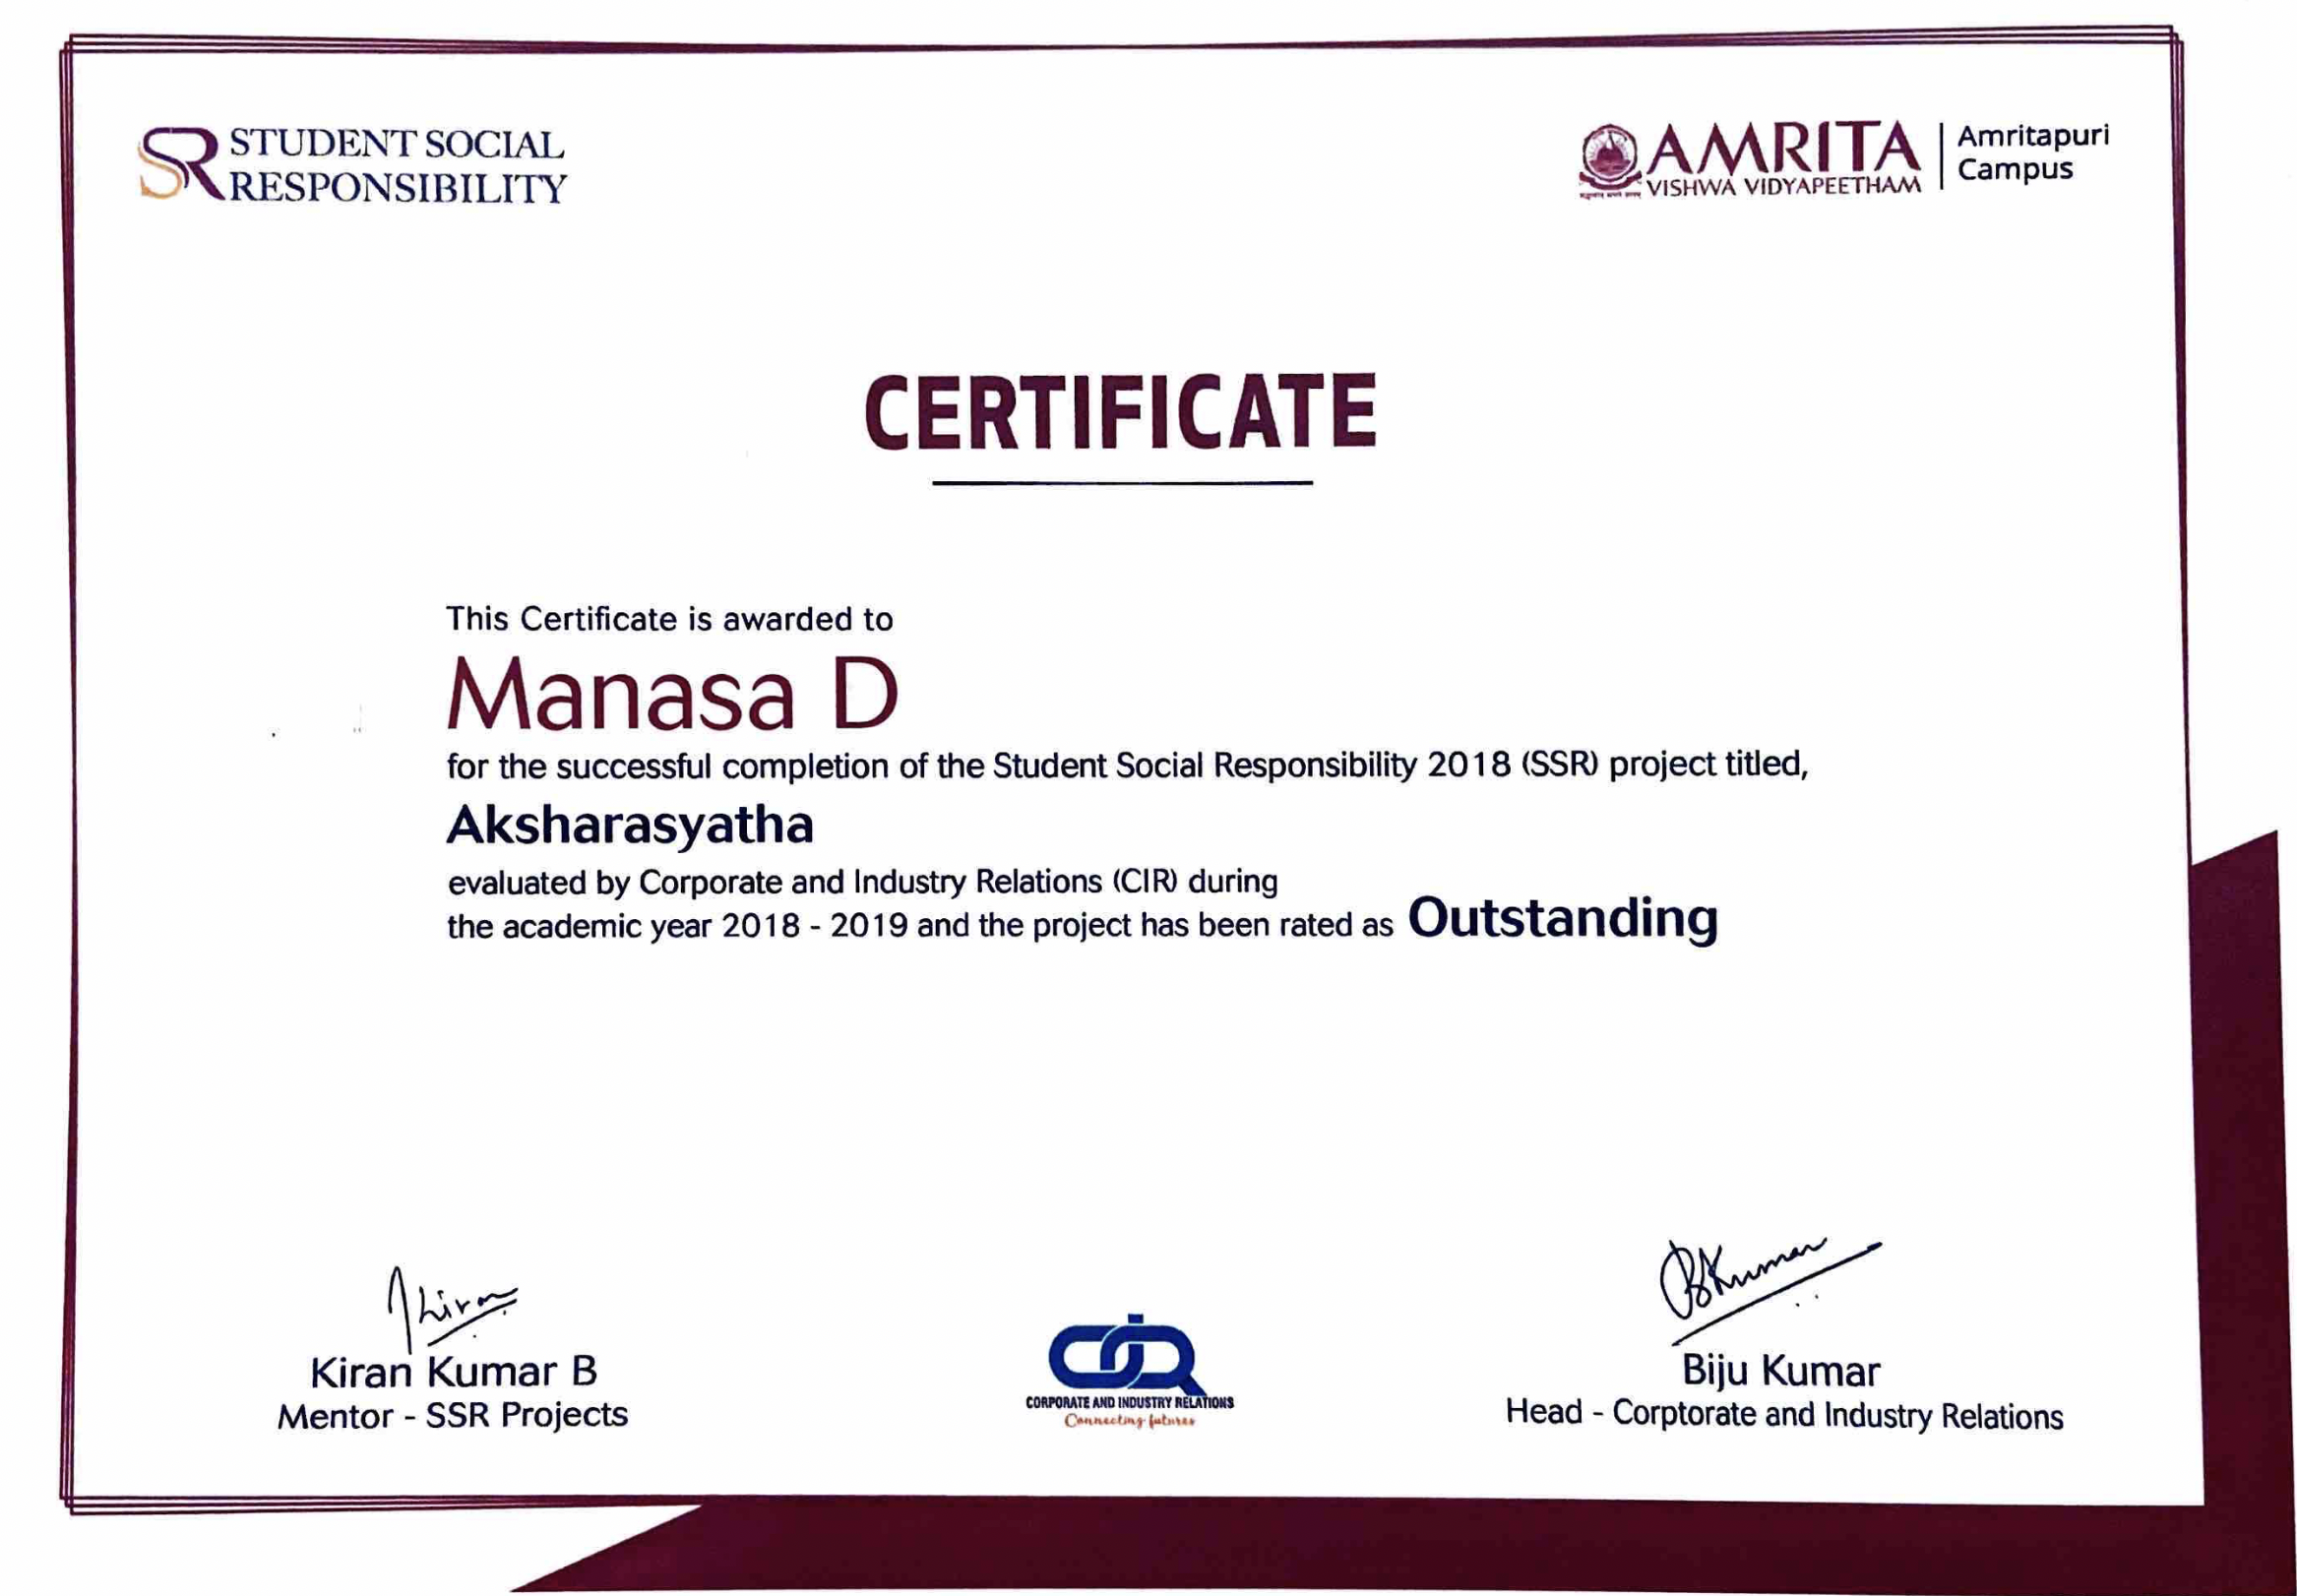 STUDENT SOCIAL
RESPONSIBILITY
AMRITA
VISHWA VIDYAPEETHAM
Amritapuri
Campus
CERTIFICATE
This Certificate is awarded to
Manasa D
for the successful completion of the Student Social Responsibility 2018 (SSR) project titled,
Aksharasyatha
evaluated by Corporate and Industry Relations (CIR) during
the academic year 2018 - 2019 and the project has been rated as Outstanding
Kiran
BKumar
Kiran Kumar B
Mentor - SSR Projects
CIR
CORPORATE AND INDUSTRY RELATIONS
Connecting futures
Biju Kumar
Head - Corptorate and Industry Relations